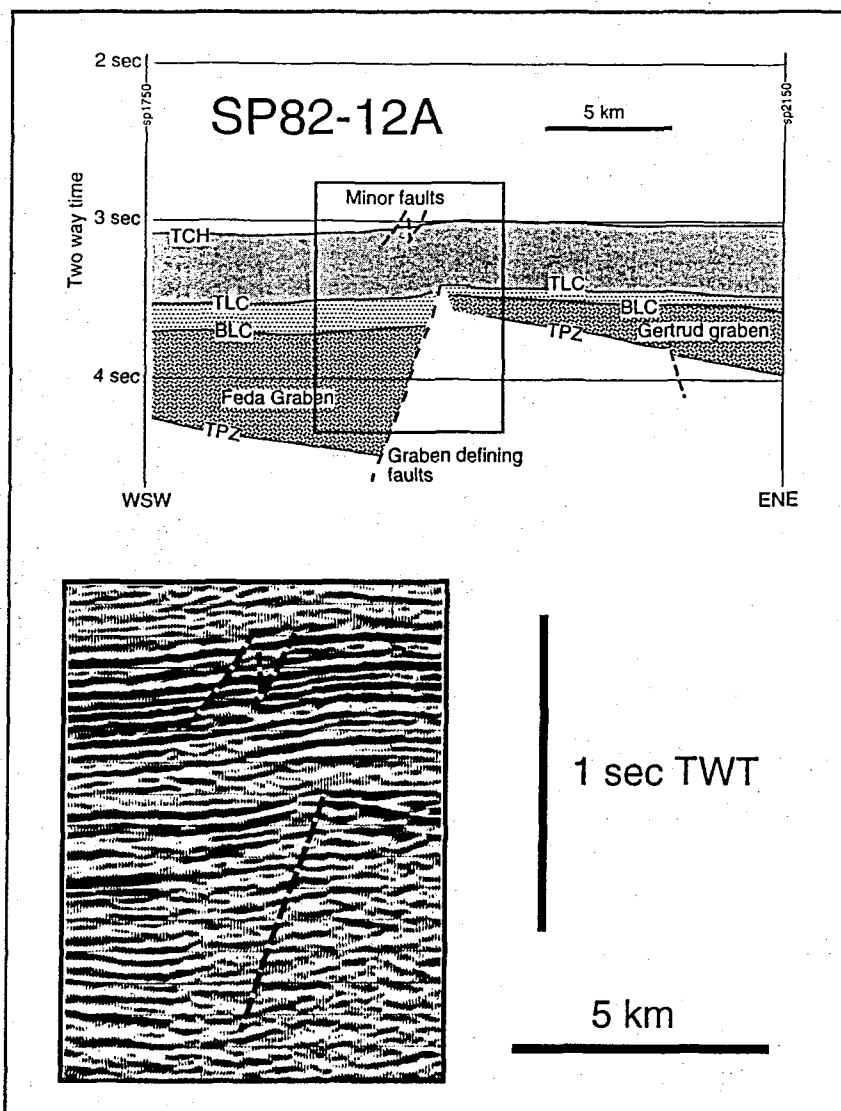 2 sec
sp1750
sp2150
SP82-12A
5 km
Two way time
Minor faults
3 sec
TCH
TLC
TLC
BLC
BLC
TPZ
Gertrud graben
4 sec
Feda Graben
TPZ
Graben defining
faults
WSW
ENE
1 sec TWT
5 km